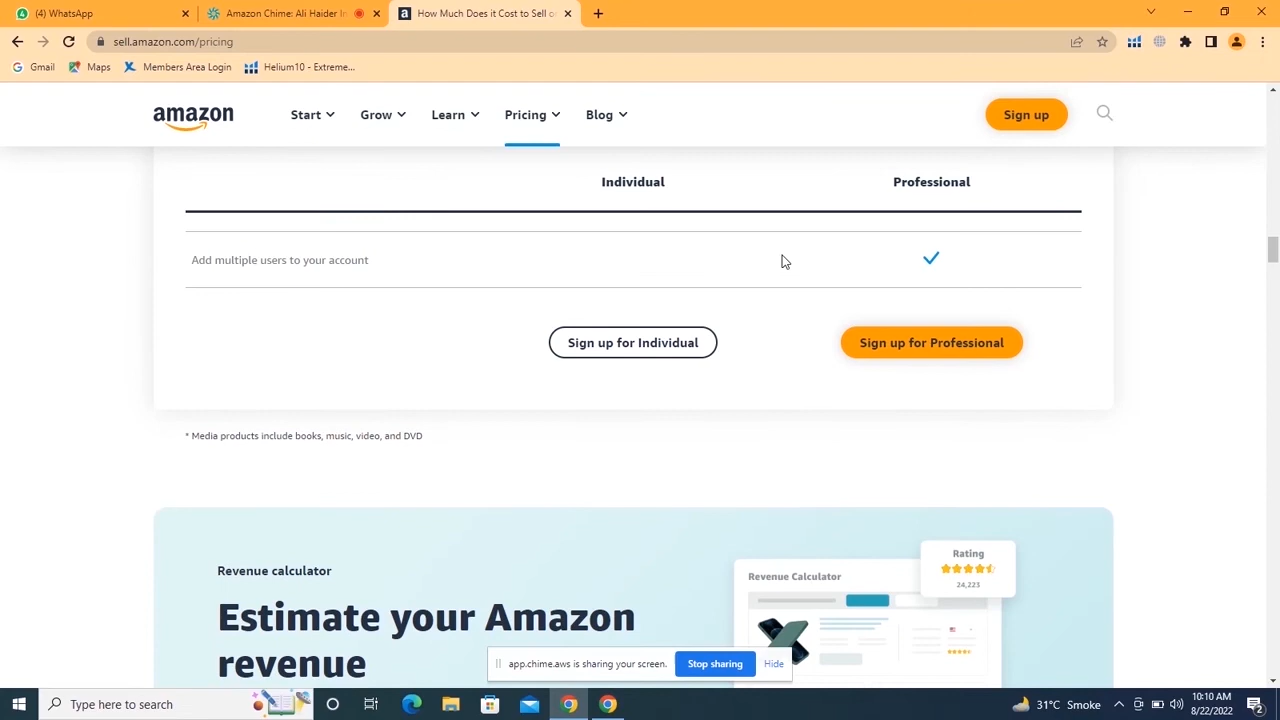 (4) WhatsApp
Amazon Chime: Ali Haider In
How Much Does it Cost to Sell on
sell.amazon.com/pricing
Gmail
Maps
Members Area Login
Helium10 - Extreme...
amazon
Start
Grow
Learn
Pricing
Blog
Sign up
Individual
Professional
Add multiple users to your account
Sign up for Individual
Sign up for Professional
* Media products include books, music, video, and DVD
Revenue calculator
Estimate your Amazon
revenue
Rating
24,223
Revenue Calculator
app.chime.aws is sharing your screen.
Stop sharing
Hide
Type here to search
31°C Smoke
10:10 AM
8/22/2022
2